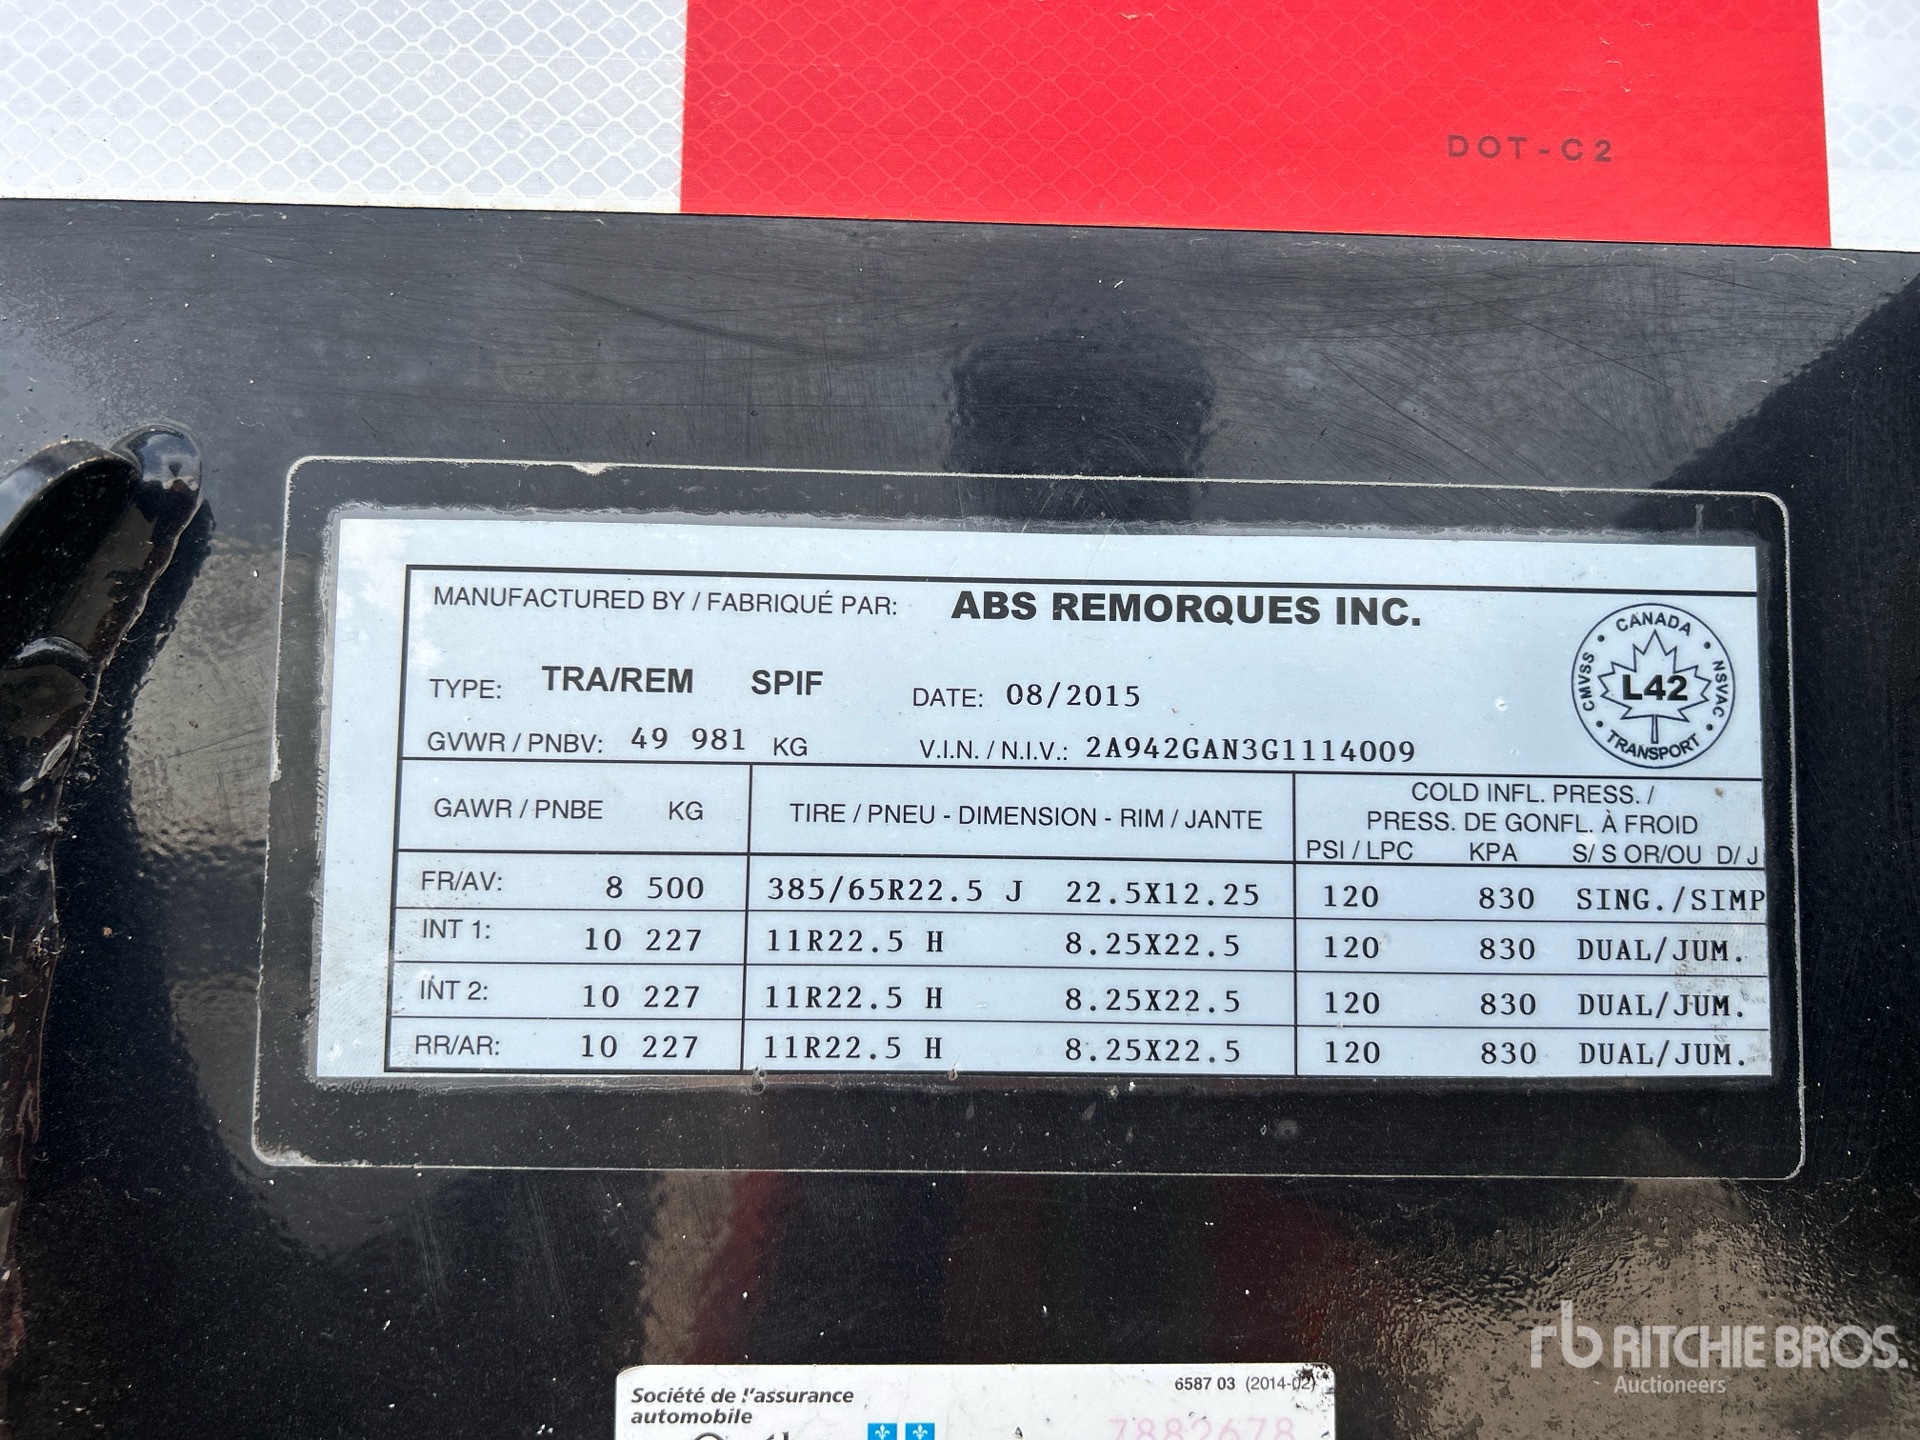 DOT-C2
MANUFACTURED BY / FABRIQUÉ PAR: ABS REMORQUES INC.
CANADA
CMVSS L42 NSVAC
TRANSPORT
TYPE: TRA/REM SPIF DATE: 08/2015
GVWR / PNBV: 49 981 KG V.I.N. / N.I.V.: 2A942GAN3G1114009
GAWR / PNBE KG TIRE / PNEU - DIMENSION - RIM / JANTE COLD INFL. PRESS. /
PRESS. DE GONFL. À FROID
PSI / LPC KPA S/ S OR/OU D/ J
FR/AV: 8 500 385/65R22.5 J 22.5X12.25 120 830 SING./SIMP
INT 1: 10 227 11R22.5 H 8.25X22.5 120 830 DUAL/JUM.
INT 2: 10 227 11R22.5 H 8.25X22.5 120 830 DUAL/JUM.
RR/AR: 10 227 11R22.5 H 8.25X22.5 120 830 DUAL/JUM.
rb RITCHIE BROS.
Auctioneers
Société de l'assurance
automobile
6587 03 (2014-02)
7882678